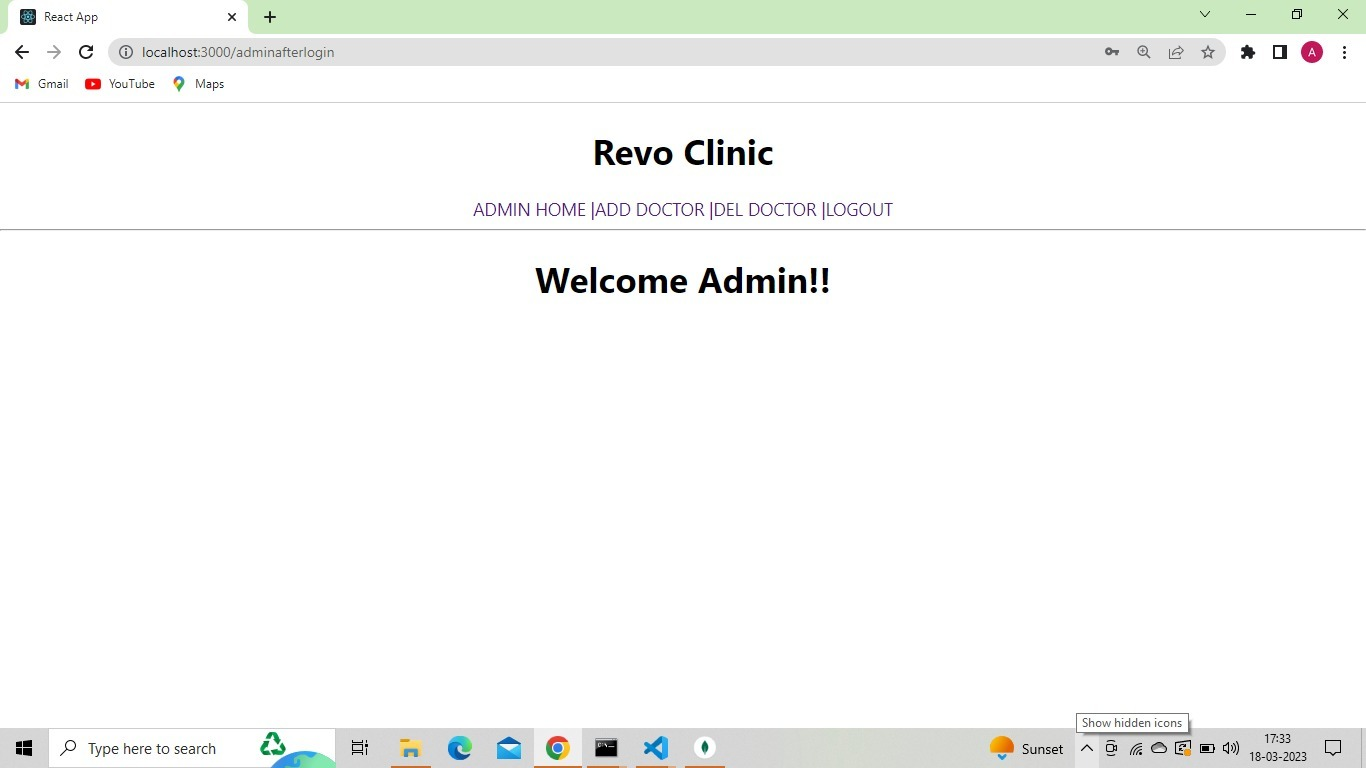 React App
localhost:3000/adminafterlogin
A
Gmail YouTube Maps
Revo Clinic
ADMIN HOME |ADD DOCTOR |DEL DOCTOR |LOGOUT
Welcome Admin!!
Show hidden icons
Type here to search
Sunset
17:33
18-03-2023